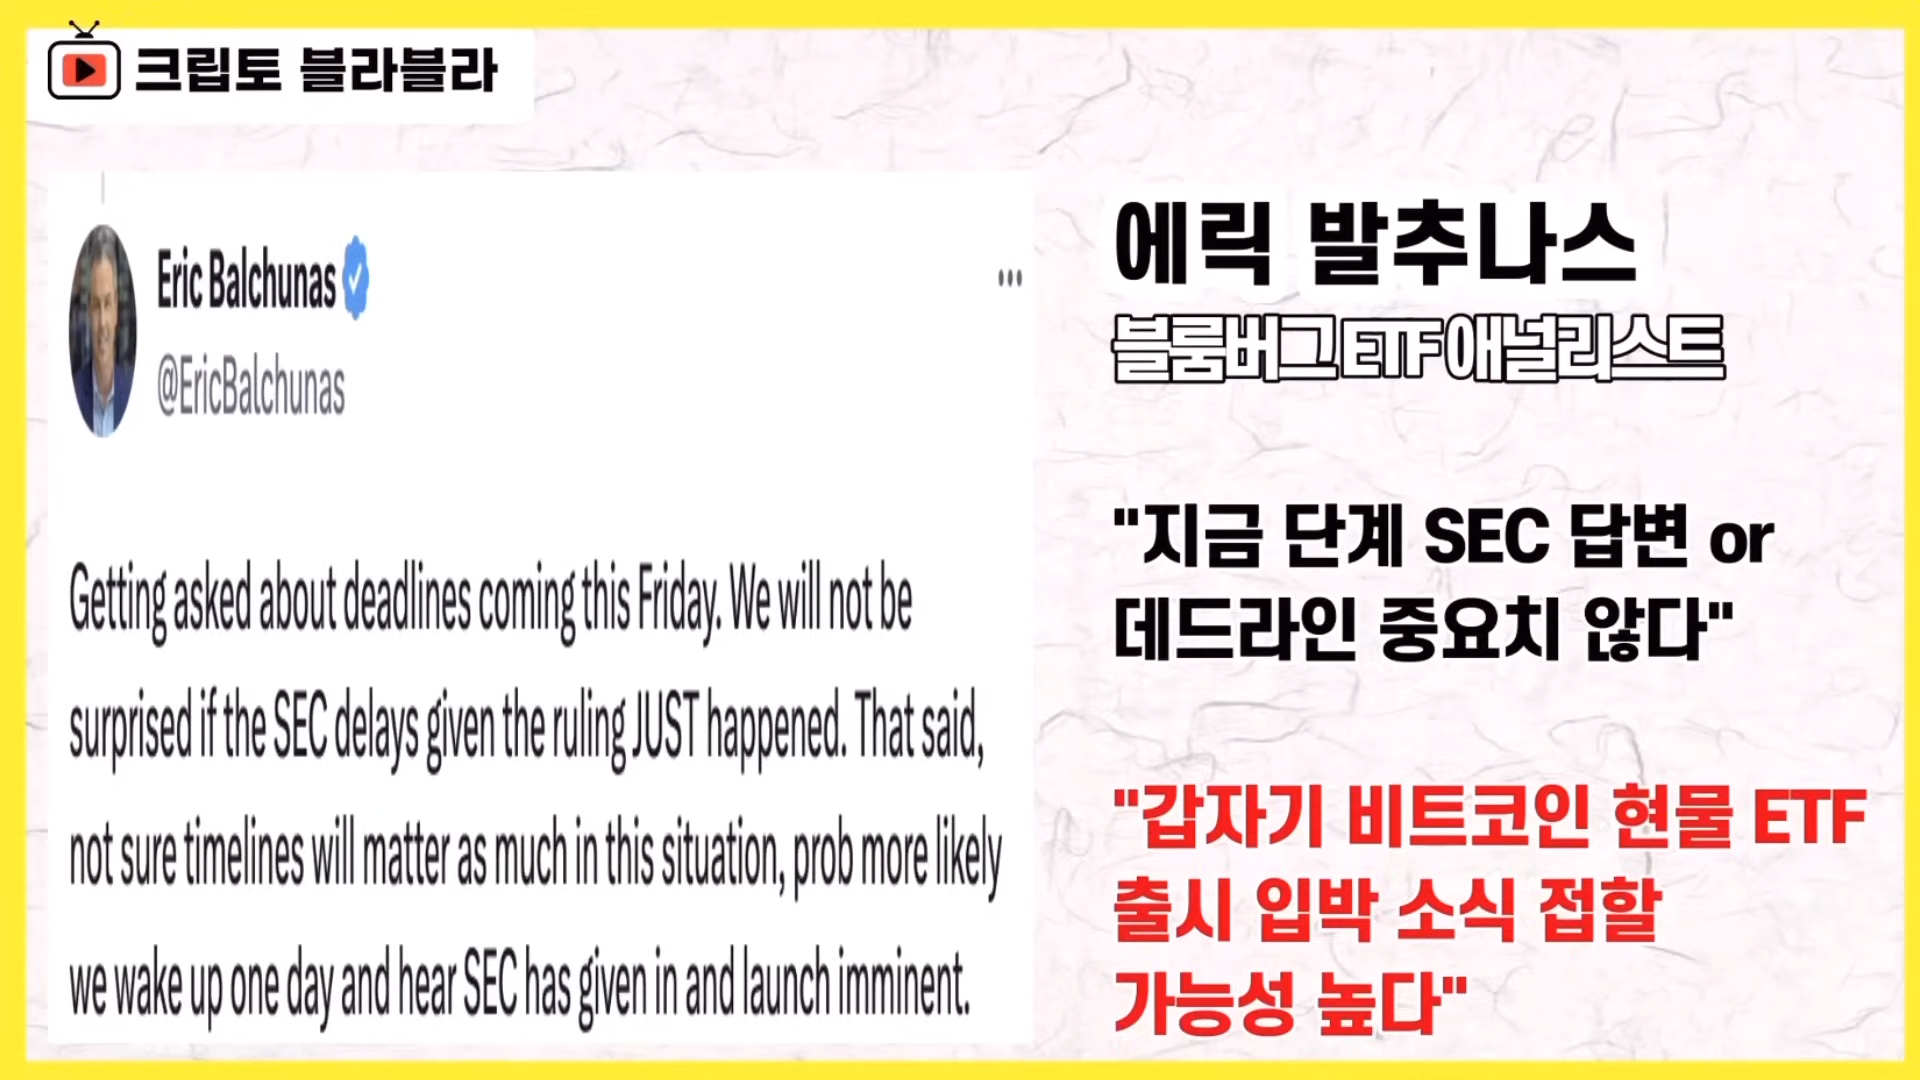 크립토 블라블라
Eric Balchunas
@EricBalchunas
Getting asked about deadlines coming this Friday. We will not be
surprised if the SEC delays given the ruling JUST happened. That said,
not sure timelines will matter as much in this situation, prob more likely
we wake up one day and hear SEC has given in and launch imminent.
에릭 발추나스
블룸버그 ETF 애널리스트
"지금 단계 SEC 답변 or
데드라인 중요치 않다"
"갑자기 비트코인 현물 ETF
출시 임박 소식 접할
가능성 높다"